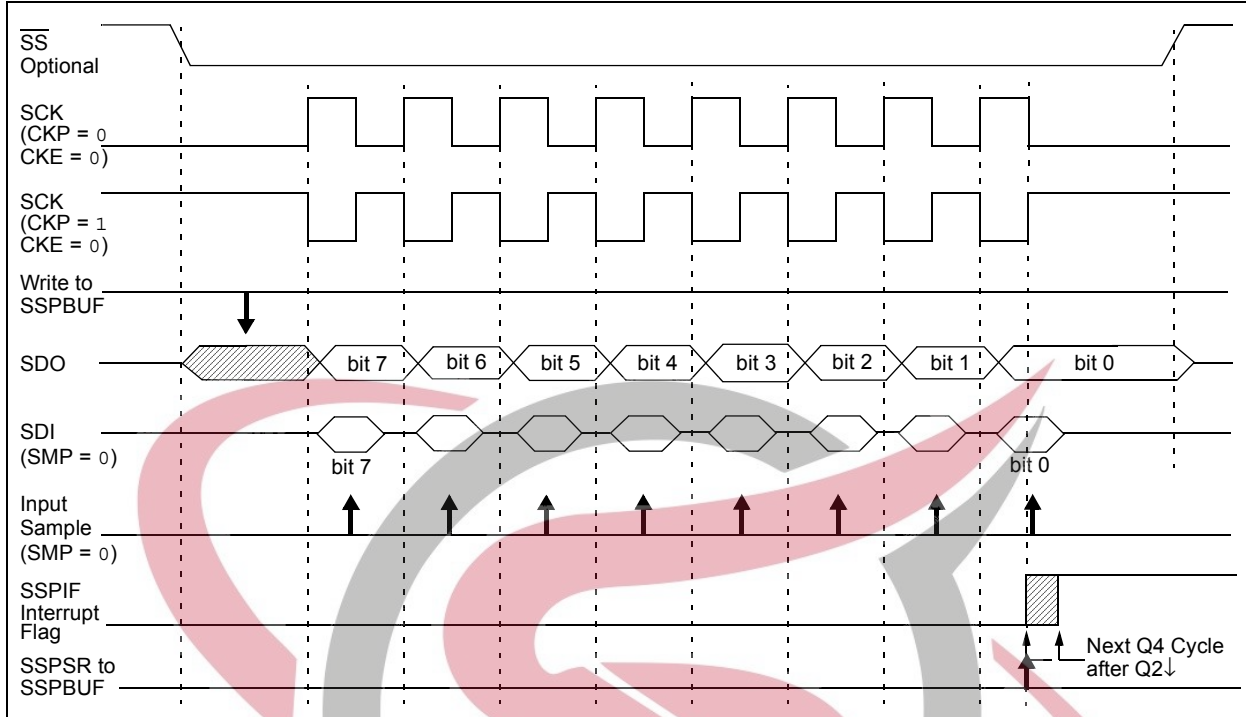 SS
Optional
SCK
(CKP = 0
CKE = 0)
SCK
(CKP = 1
CKE = 0)
Write to
SSPBUF
SDO
bit 7
bit 6
bit 5
bit 4
bit 3
bit 2
bit 1
bit 0
SDI
(SMP = 0)
bit 7
bit 0
Input
Sample
(SMP = 0)
SSPIF
Interrupt
Flag
Next Q4 Cycle
after Q2↓
SSPSR to
SSPBUF